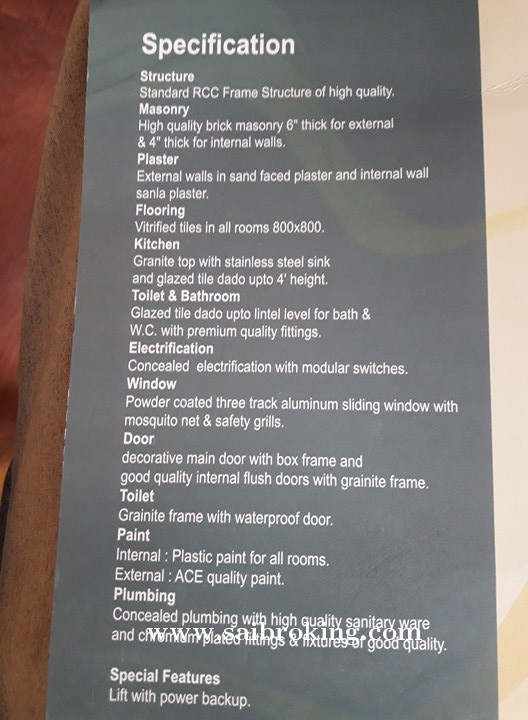 Specification
Structure
Standard RCC Frame Structure of high quality.
Masonry
High quality brick masonry 6" thick for external
& 4" thick for internal walls.
Plaster
External walls in sand faced plaster and internal wall
sanla plaster.
Flooring
Vitrified tiles in all rooms 800x800.
Kitchen
Granite top with stainless steel sink
and glazed tile dado upto 4' height.
Toilet & Bathroom
Glazed tile dado upto lintel level for bath &
W.C. with premium quality fittings.
Electrification
Concealed electrification with modular switches.
Window
Powder coated three track aluminum sliding window with
mosquito net & safety grills.
Door
decorative main door with box frame and
good quality internal flush doors with grainite frame.
Toilet
Grainite frame with waterproof door.
Paint
Internal : Plastic paint for all rooms.
External : ACE quality paint.
Plumbing
Concealed plumbing with high quality sanitary ware
and chromium plated fittings & fixtures of good quality.
www.saibroking.com
Special Features
Lift with power backup.